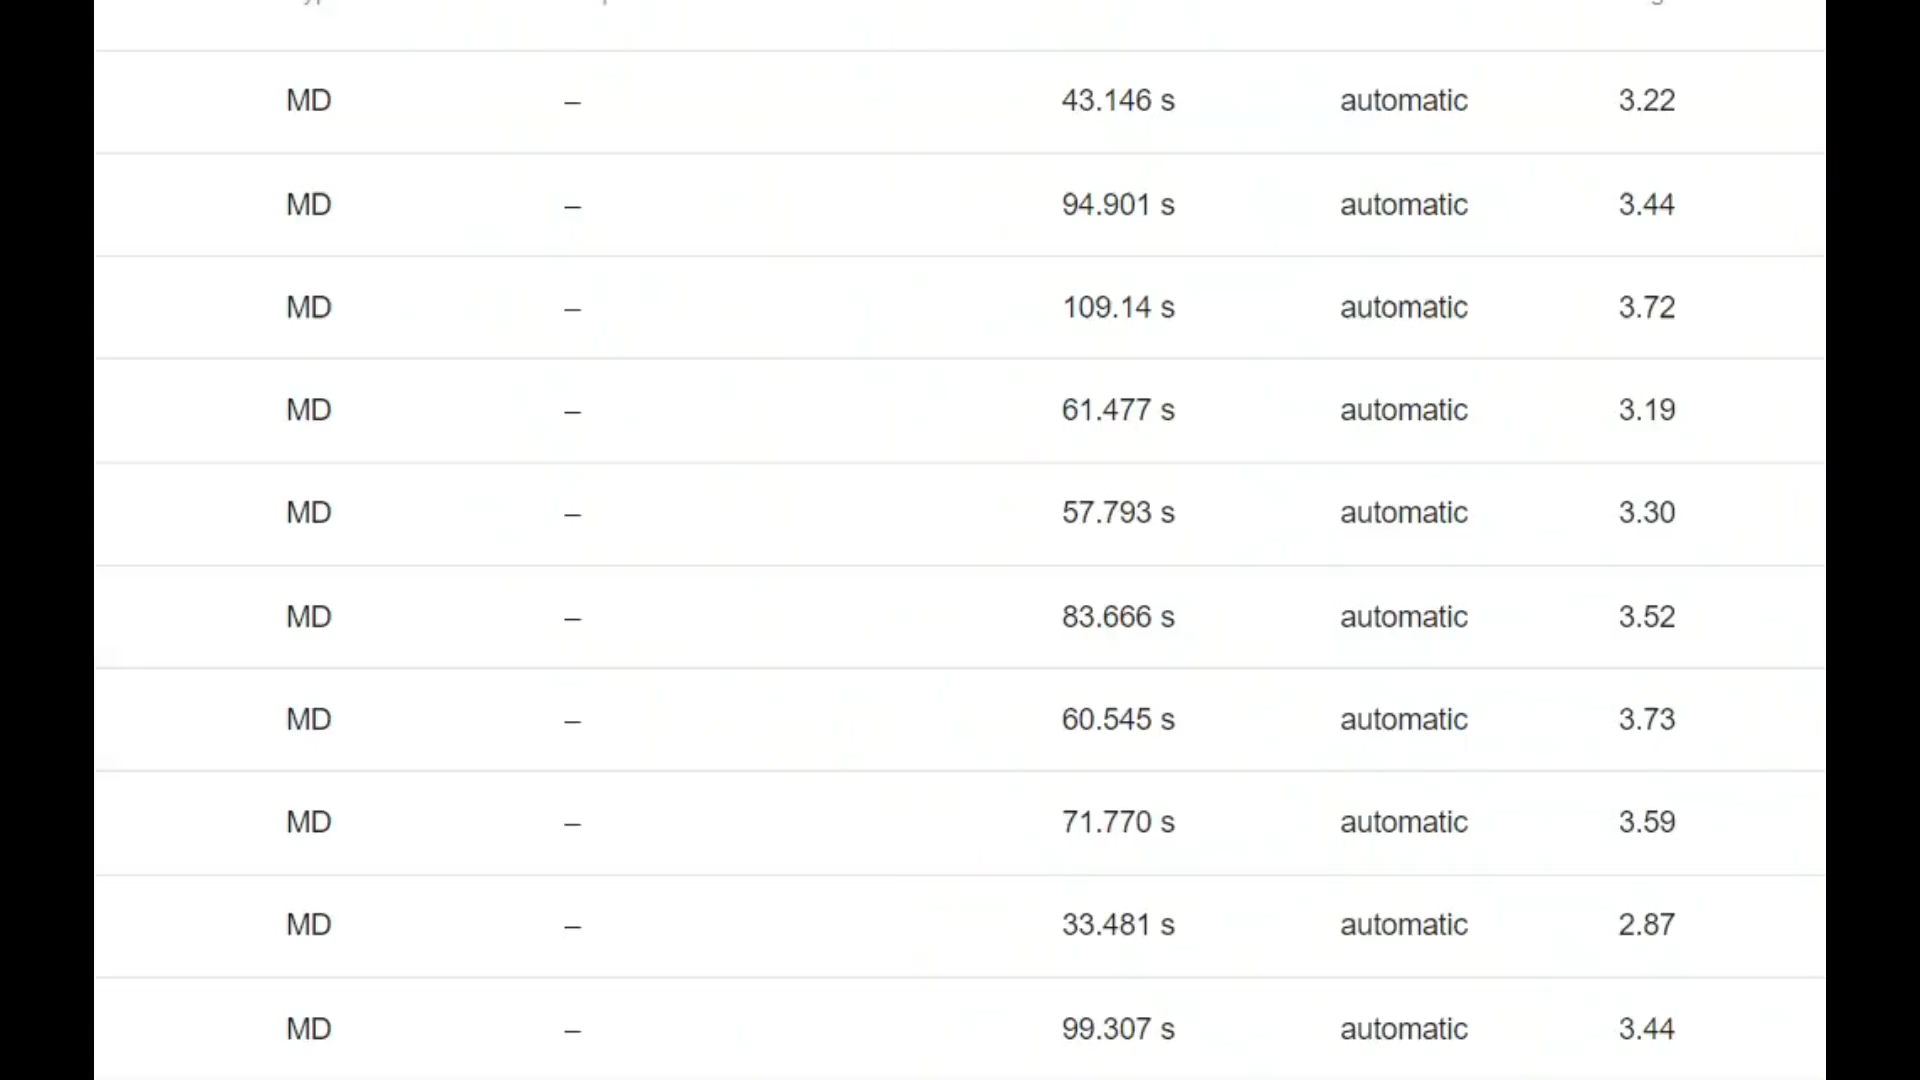 MD – 43.146 s automatic 3.22
MD – 94.901 s automatic 3.44
MD – 109.14 s automatic 3.72
MD – 61.477 s automatic 3.19
MD – 57.793 s automatic 3.30
MD – 83.666 s automatic 3.52
MD – 60.545 s automatic 3.73
MD – 71.770 s automatic 3.59
MD – 33.481 s automatic 2.87
MD – 99.307 s automatic 3.44